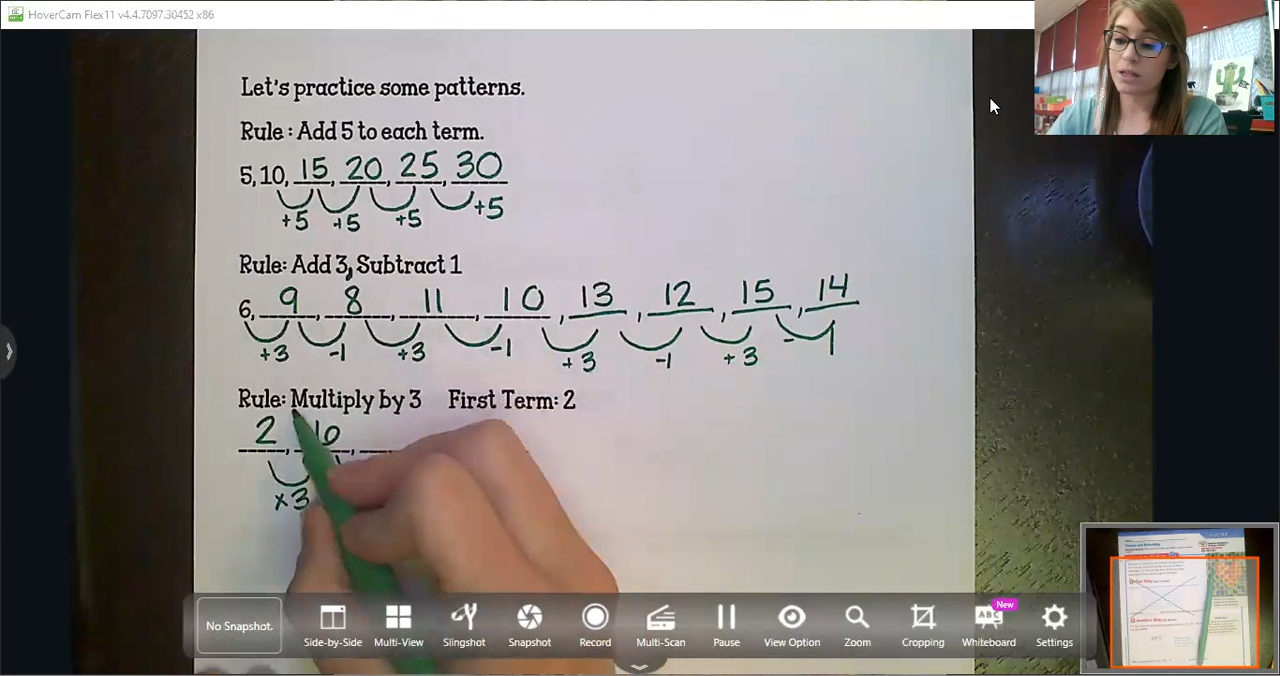 HoverCam Flex11 v4.4.7097.30452 x86
Let's practice some patterns.
Rule : Add 5 to each term.
5, 10, 15, 20, 25, 30
+5 +5 +5 +5
Rule: Add 3, Subtract 1
6, 9, 8, 11, 10, 13, 12, 15, 14
+3 -1 +3 -1 +3 -1 +3 -1
Rule: Multiply by 3 First Term: 2
2, 6,
x3
No Snapshot.
Side-by-Side Multi-View Slingshot Snapshot Record Multi-Scan Pause View Option Zoom Cropping New ABC Whiteboard Settings